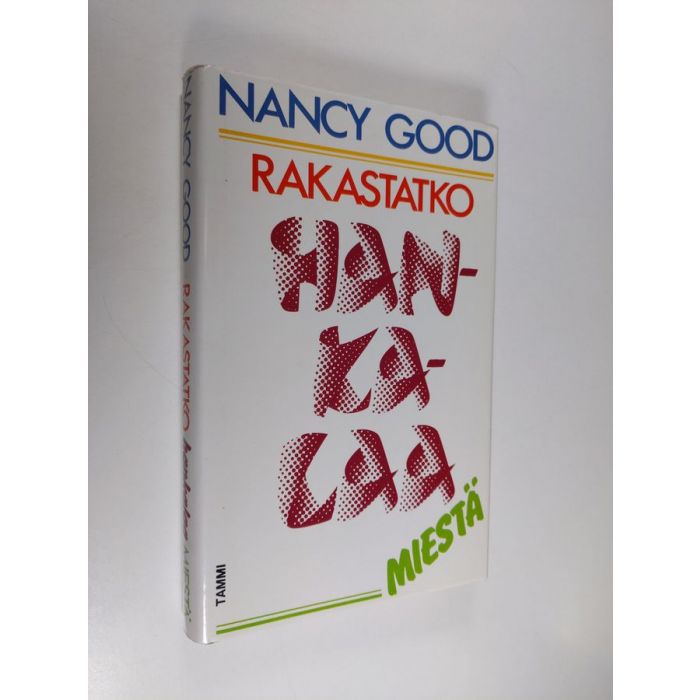 NANCY GOOD
RAKASTATKO
HAN-
KA-
LAA
MIESTÄ
TAMMI
NANCY GOOD RAKASTATKO hankalaa MIESTÄ